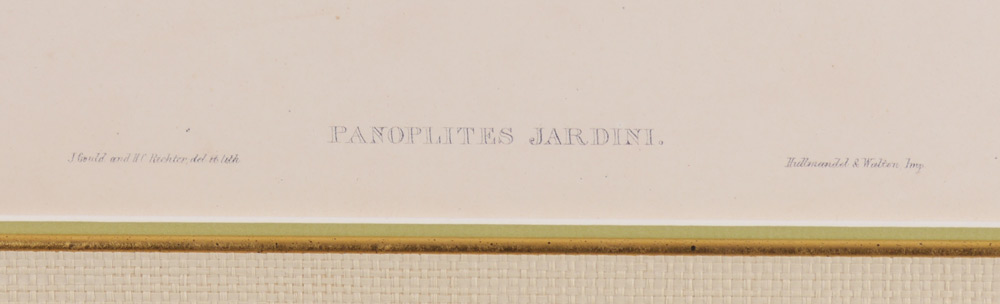 PANOPLITES JARDINI.
J Gould and H C Richter del et lith
Hullmandel & Walton Imp